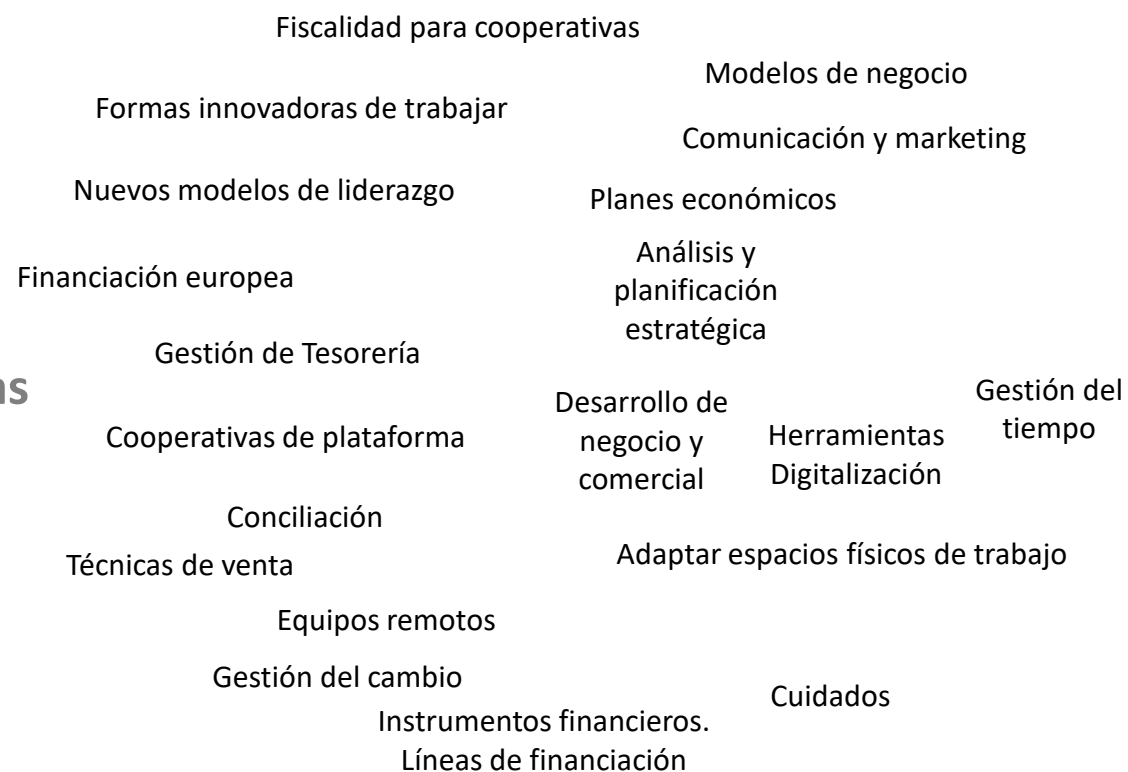 Fiscalidad para cooperativas
Modelos de negocio
Formas innovadoras de trabajar
Comunicación y marketing
Nuevos modelos de liderazgo
Planes económicos
Análisis y
planificación
estratégica
Financiación europea
Gestión de Tesorería
Desarrollo de
negocio y
comercial
Gestión del
tiempo
Cooperativas de plataforma
Herramientas
Digitalización
Conciliación
Técnicas de venta
Adaptar espacios físicos de trabajo
Equipos remotos
Gestión del cambio
Cuidados
Instrumentos financieros.
Líneas de financiación